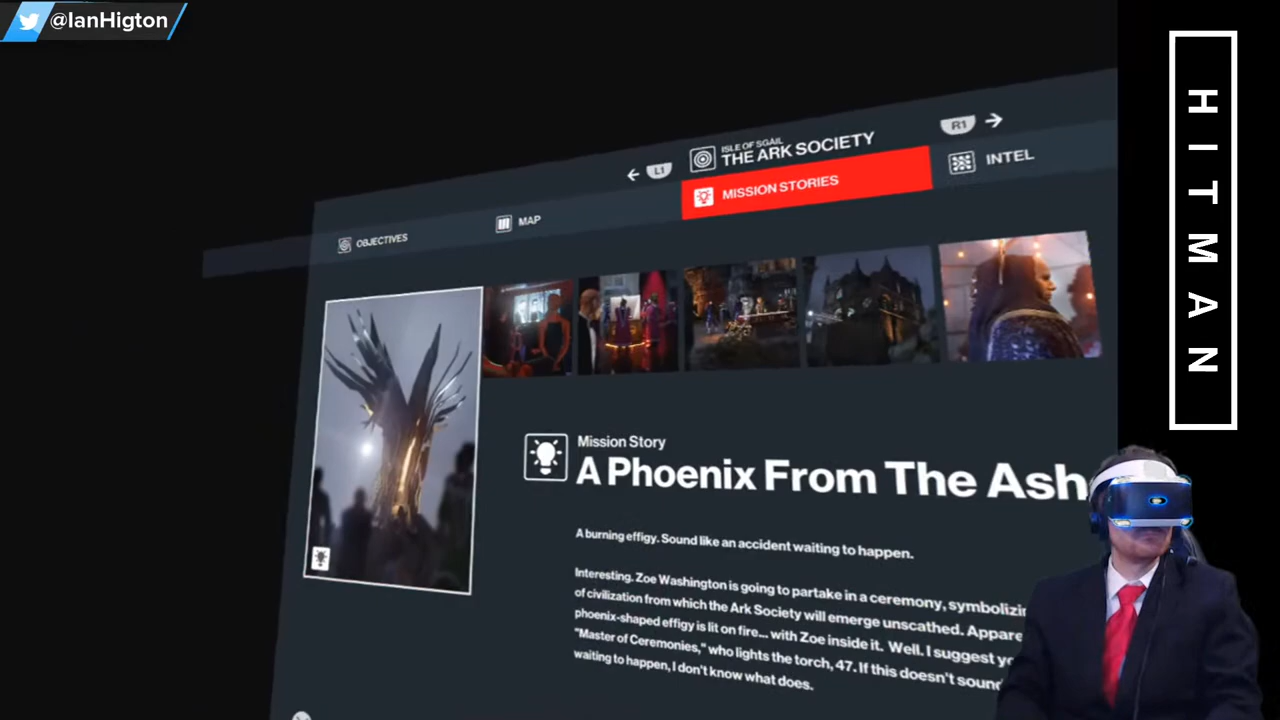 @IanHigton
HITMAN
ISLE OF SGAIL
THE ARK SOCIETY
L1
R1
OBJECTIVES
MAP
MISSION STORIES
INTEL
Mission Story
A Phoenix From The Ash
A burning effigy. Sound like an accident waiting to happen.
Interesting. Zoe Washington is going to partake in a ceremony, symbolizin
of civilization from which the Ark Society will emerge unscathed. Appare
phoenix-shaped effigy is lit on fire... with Zoe inside it. Well. I suggest yo
"Master of Ceremonies," who lights the torch, 47. If this doesn't sound
waiting to happen, I don't know what does.